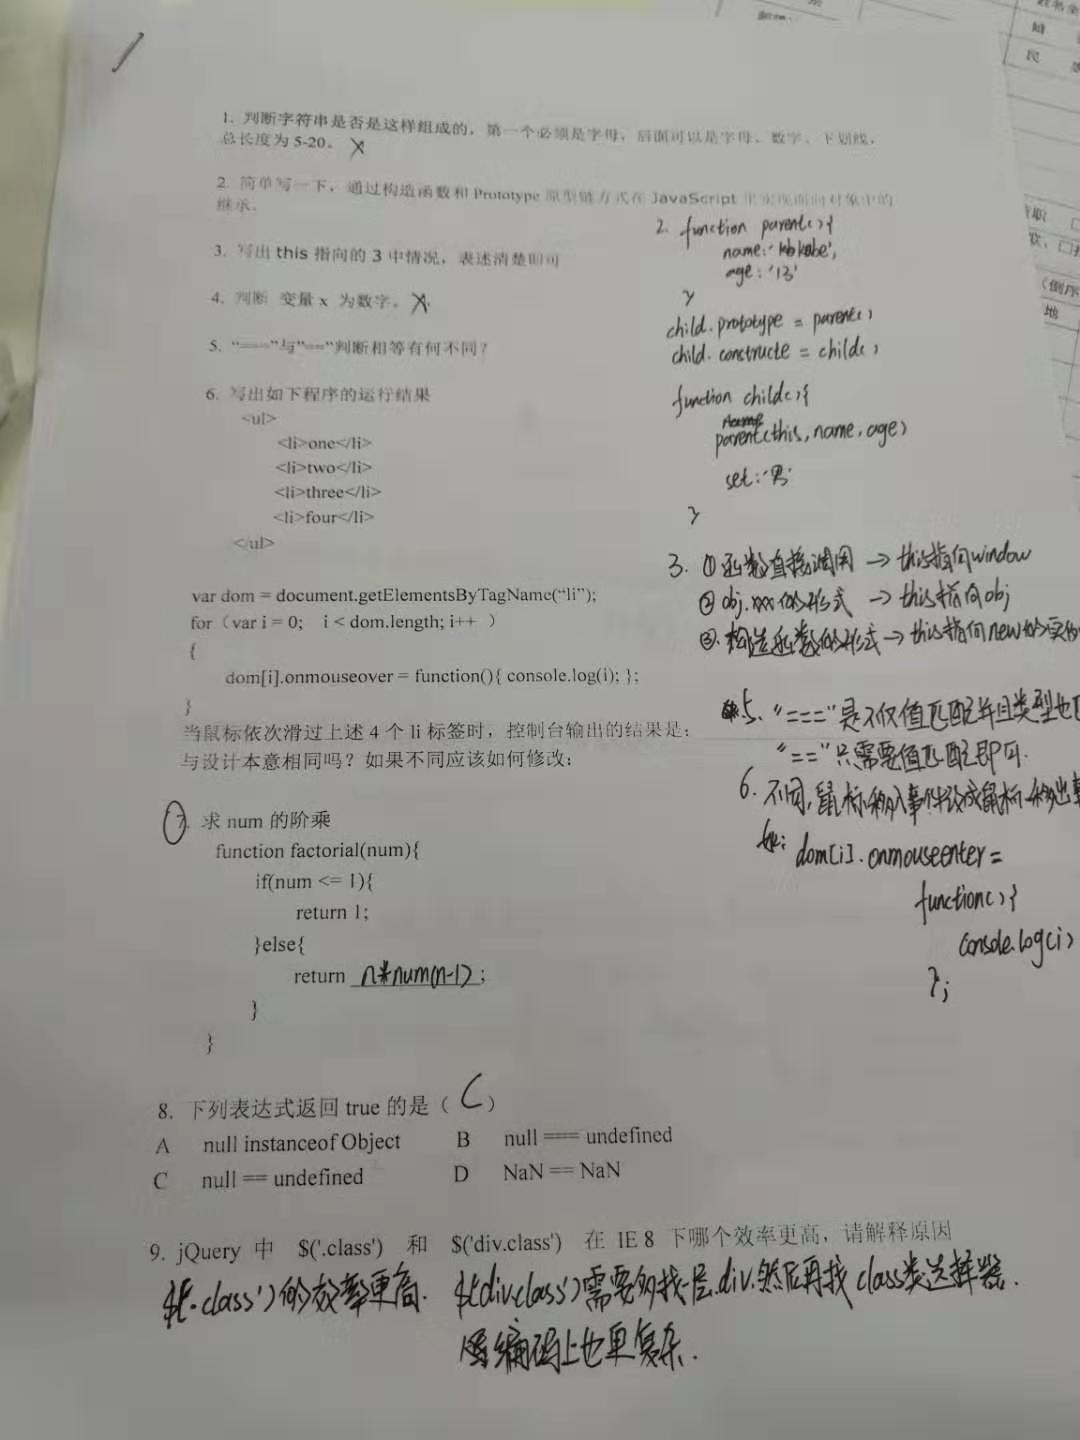 1. 判断字符串是否是这样组成的，第一个必须是字母，后面可以是字母、数字、下划线，
总长度为 5-20。 X
2. 简单写一下，通过构造函数和 Prototype 原型链方式在 JavaScript 里实现面向对象中的
继承。
3. 写出 this 指向的 3 中情况，表述清楚即可
4. 判断 变量 x 为数字。 X
5. “===”与”==“判断相等有何不同？
6. 写出如下程序的运行结果
<ul>
<li>one</li>
<li>two</li>
<li>three</li>
<li>four</li>
</ul>
var dom = document.getElementsByTagName(“li”);
for（var i = 0; i < dom.length; i++ ）
{
dom[i].onmouseover = function(){ console.log(i); };
}
当鼠标依次滑过上述 4 个 li 标签时，控制台输出的结果是：
与设计本意相同吗？如果不同应该如何修改：
7. 求 num 的阶乘
function factorial(num){
if(num <= 1){
return 1;
}else{
return n*num(n-1);
}
}
8. 下列表达式返回 true 的是（ C ）
A null instanceof Object B null === undefined
C null == undefined D NaN == NaN
9. jQuery 中 $('.class') 和 $('div.class') 在 IE 8 下哪个效率更高，请解释原因
$('.class')的效率更高. $(div.class')需要多找一层.div.然后再找class类选择器.
编码上也更复杂.
2. function parent(){
name:'kobe',
age:'13'
}
child.prototype = parent()
child.constructe = child()
function child(){
parent(this,name,age)
set:'男'
}
3. ①函数直接调用 → this指向window
②obj.xxx的形式 → this指向obj
③.构造函数的形式→this指向new的实例
5、"==="是不仅值匹配并且类型也匹
"=="只需要值匹配即可.
6. 不同,鼠标移入事件改成鼠标移出事
dom[i].onmouseenter =
function(){
console.log(i)
};